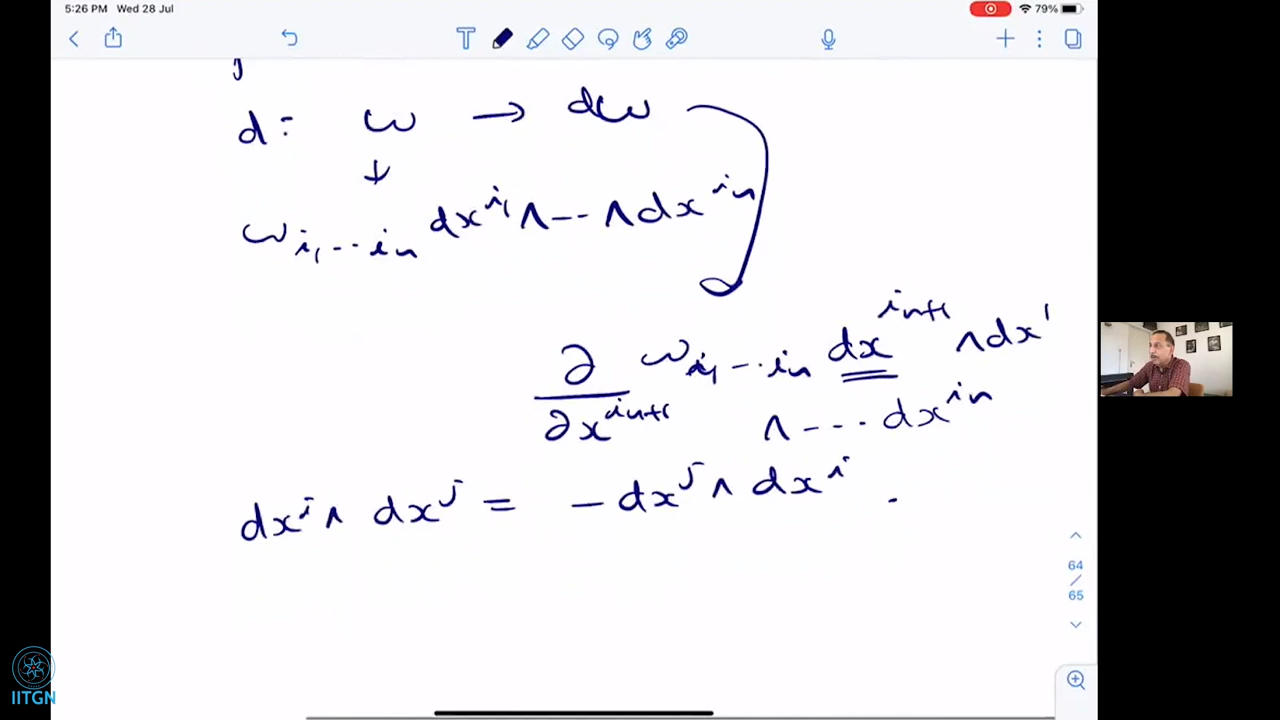 5:26 PM Wed 28 Jul
79%
T
d: ω → dω
↓
ω_{i_1...i_n} dx^{i_1} ∧ ... ∧ dx^{i_n}
∂/∂x^{i_{n+1}} ω_{i_1...i_n} dx^{i_{n+1}} ∧ dx^1
∧ ... dx^{i_n}
dx^i ∧ dx^j = - dx^j ∧ dx^i .
64
/
65
IITGN